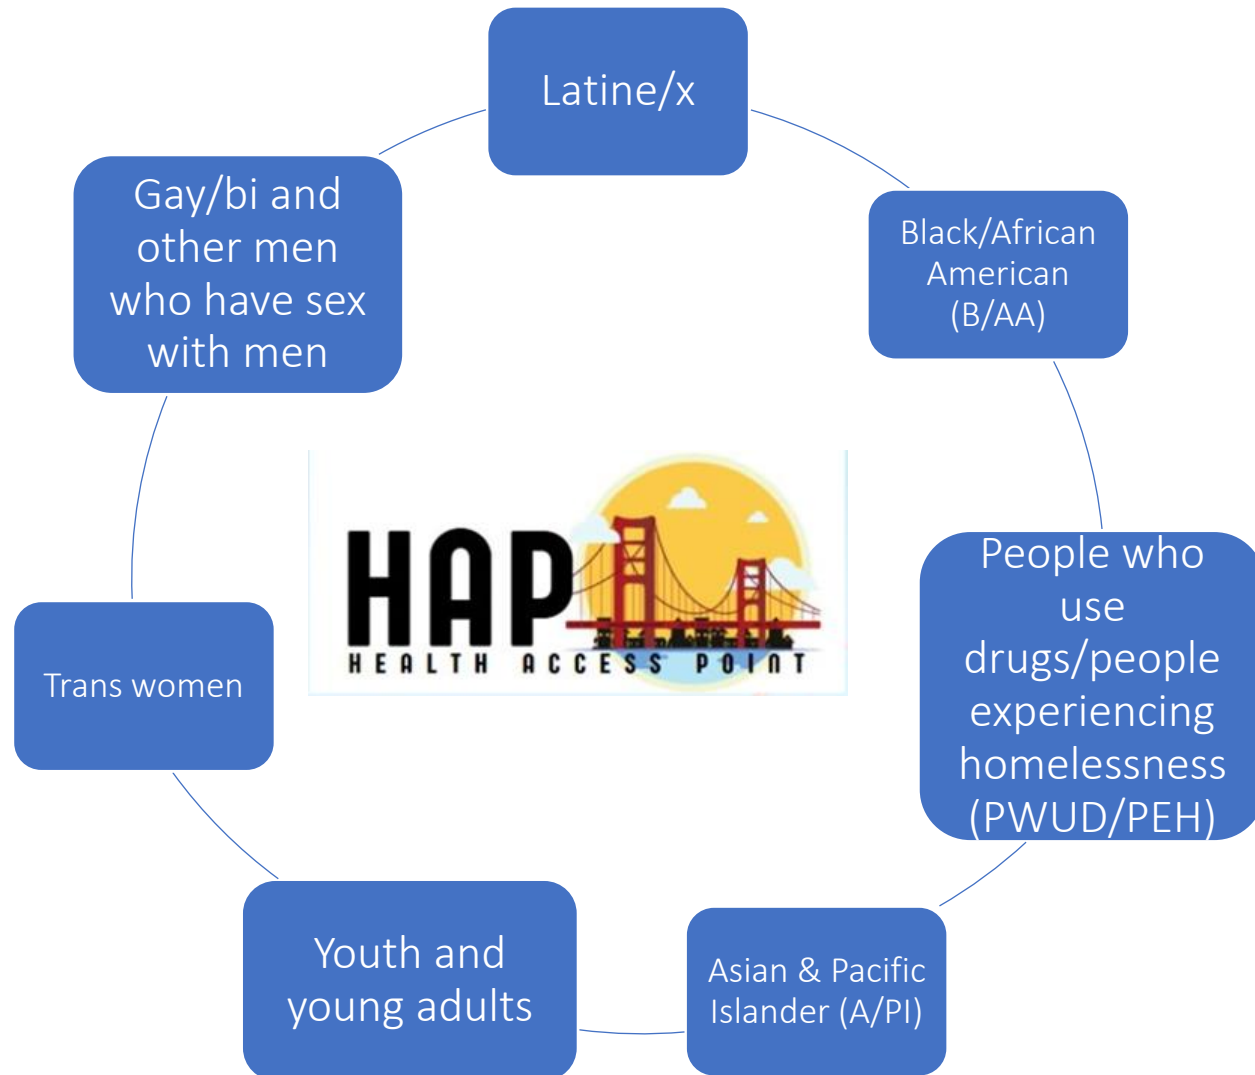 Latine/x
Gay/bi and
other men
who have sex
with men
Black/African
American
(B/AA)
HAP
HEALTH ACCESS POINT
People who
use
drugs/people
experiencing
homelessness
(PWUD/PEH)
Trans women
Youth and
young adults
Asian & Pacific
Islander (A/PI)